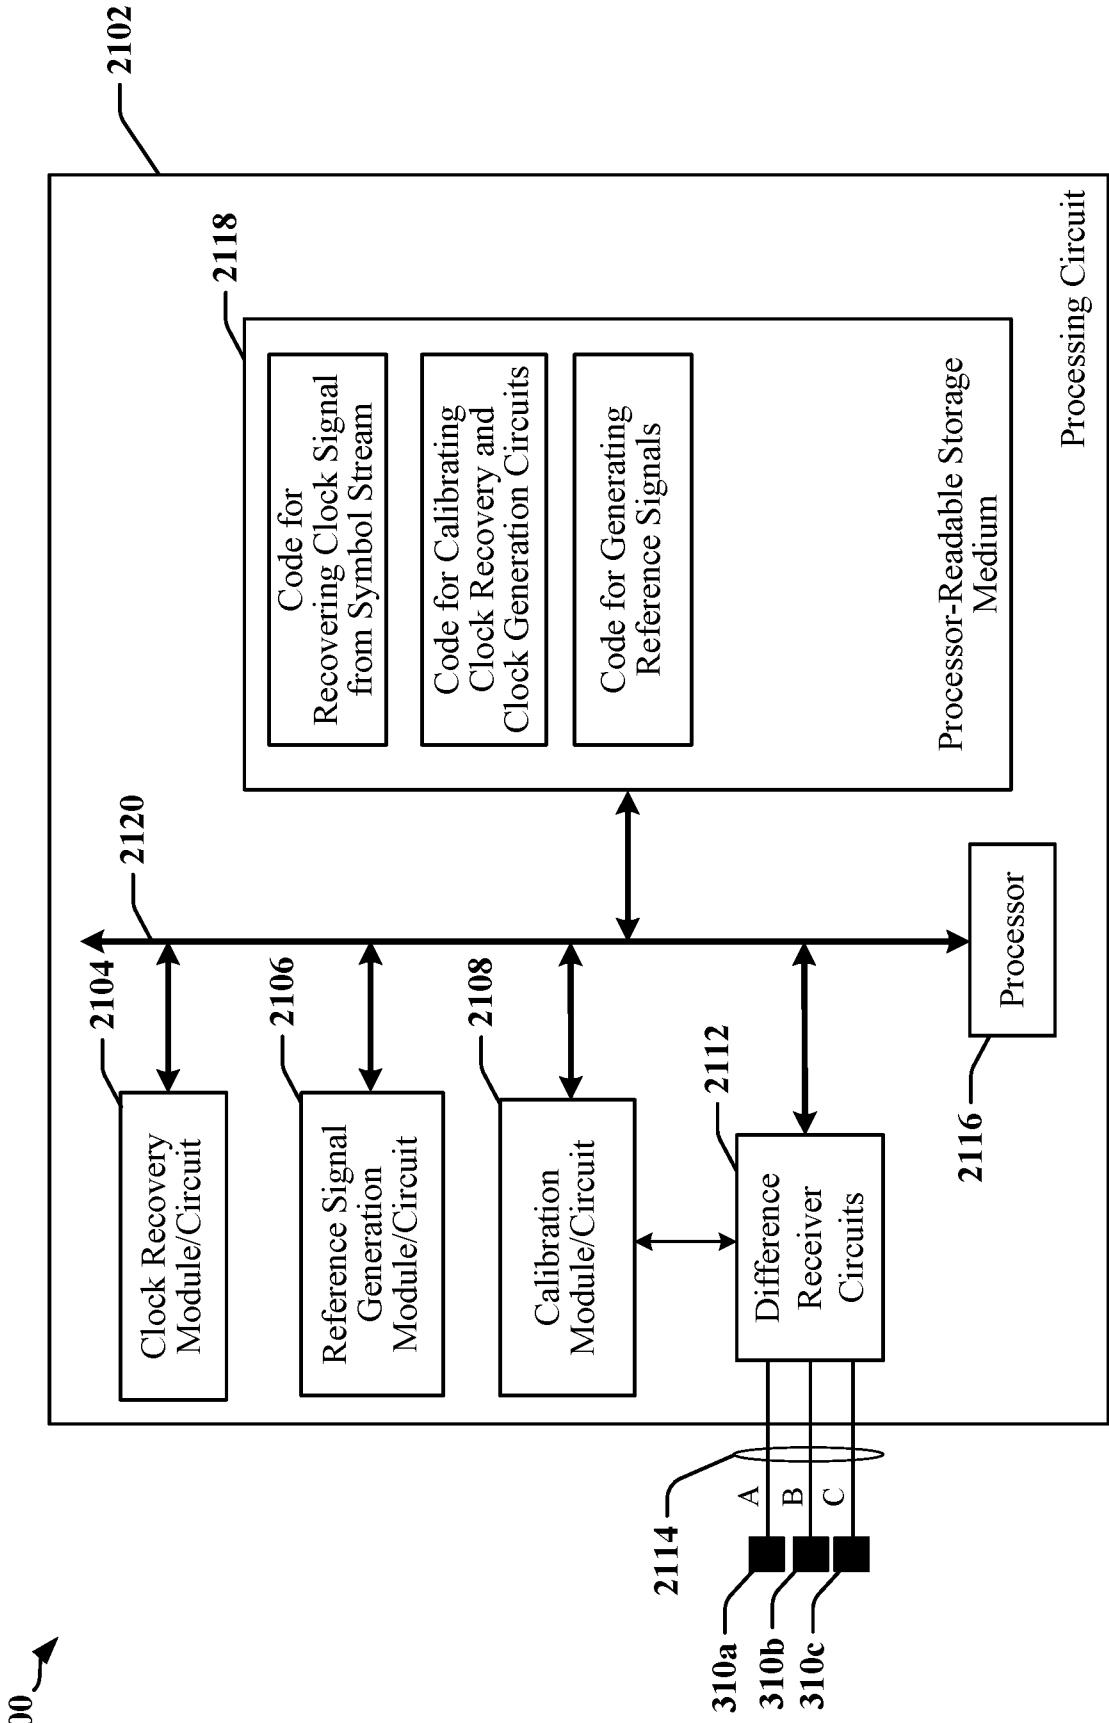 2102
2118
Code for
Recovering Clock Signal
from Symbol Stream
Code for Calibrating
Clock Recovery and
Clock Generation Circuits
Code for Generating
Reference Signals
Processor-Readable Storage
Medium
Processing Circuit
2120
2104
2106
2108
2112
Processor
2116
Clock Recovery
Module/Circuit
Reference Signal
Generation
Module/Circuit
Calibration
Module/Circuit
Difference
Receiver
Circuits
2114
A
B
C
310a
310b
310c
00